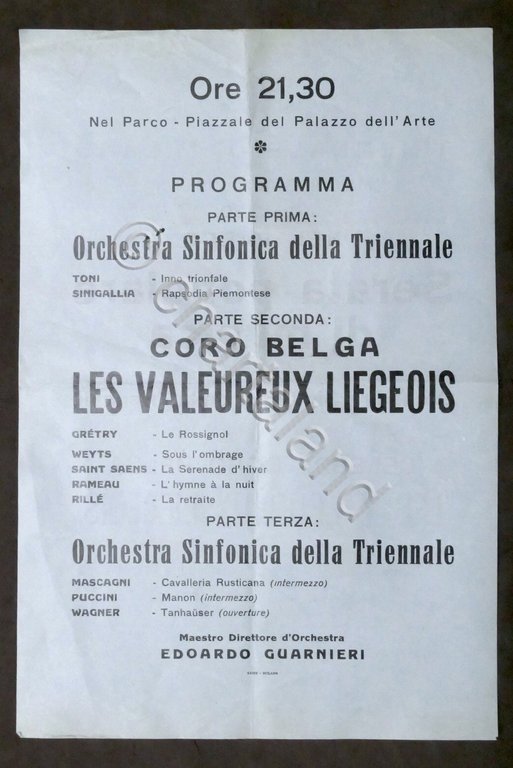 Ore 21,30
Nel Parco - Piazzale del Palazzo dell'Arte
PROGRAMMA
PARTE PRIMA:
Orchestra Sinfonica della Triennale
TONI - Inno trionfale
SINIGALLIA - Rapsodia Piemontese
PARTE SECONDA:
CORO BELGA
LES VALEUREUX LIEGEOIS
GRÉTRY - Le Rossignol
WEYTS - Sous l'ombrage
SAINT SAENS - La Serenade d'hiver
RAMEAU - L'hymne à la nuit
RILLÉ - La retraite
PARTE TERZA:
Orchestra Sinfonica della Triennale
MASCAGNI - Cavalleria Rusticana (intermezzo)
PUCCINI - Manon (intermezzo)
WAGNER - Tanhaüser (ouverture)
Maestro Direttore d'Orchestra
EDOARDO GUARNIERI
© chartaland